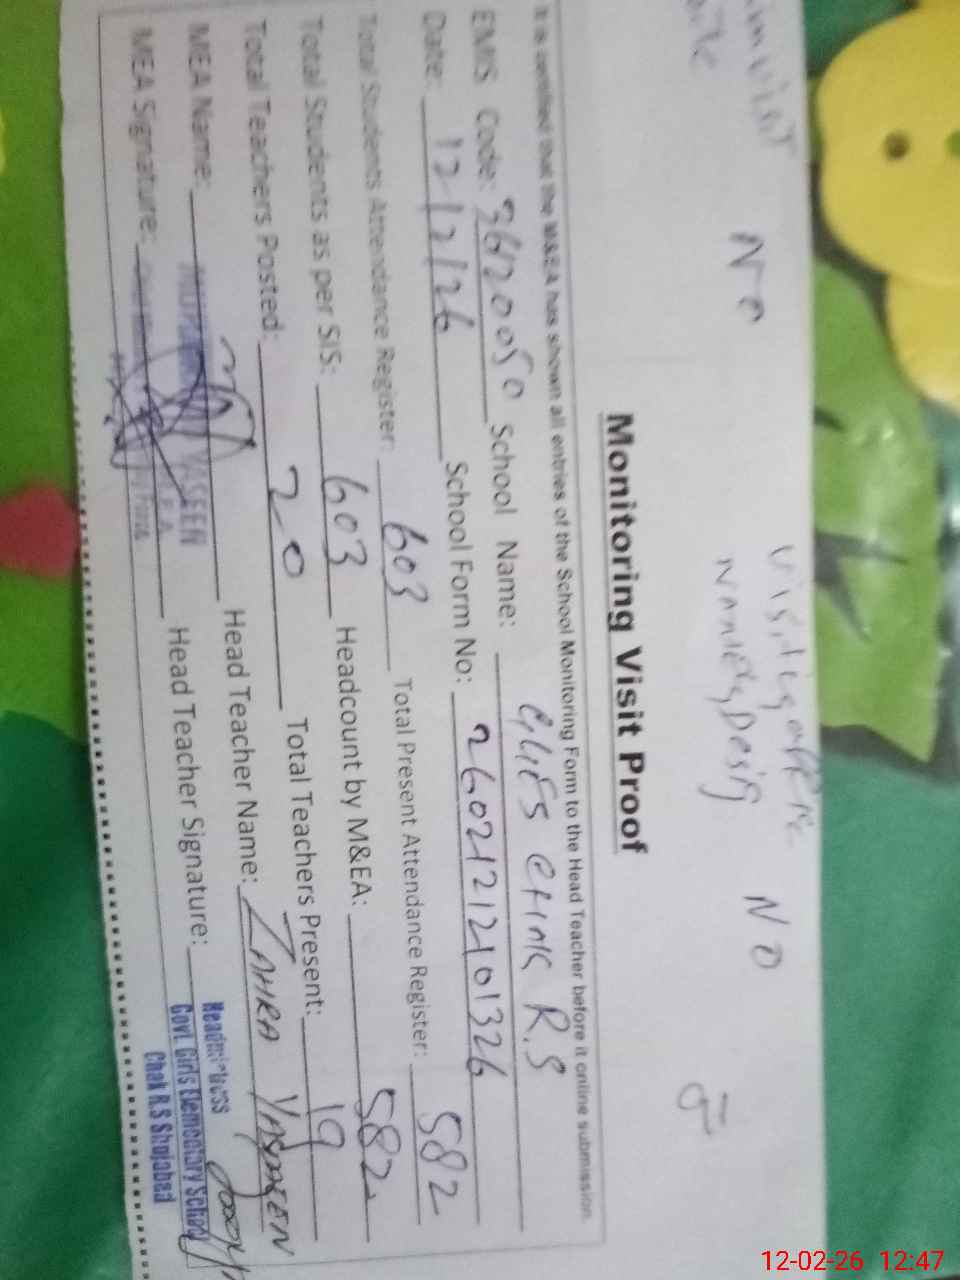 NO
Visiting
NO
Names, Desig
Monitoring Visit Proof
It is certified that the M&EA has shown all entries of the School Monitoring Form to the Head Teacher before it online submission.
EMIS Code: 36120050 School Name: GGES Chak R.S
Date: 12/2/26 School Form No: 26021212101326
Total Students Attendance Register: 603 Total Present Attendance Register: 582
Total Students as per SIS: 603 Headcount by M&EA: 582
Total Teachers Posted: 20 Total Teachers Present: 19
MEA Name: YASEEN Head Teacher Name: ZAHRA YASMEEN
MEA Signature: Head Teacher Signature:
Headmistress
Govt. Girls Elementary School
Chak R.S Shujabad
12-02-26 12:47